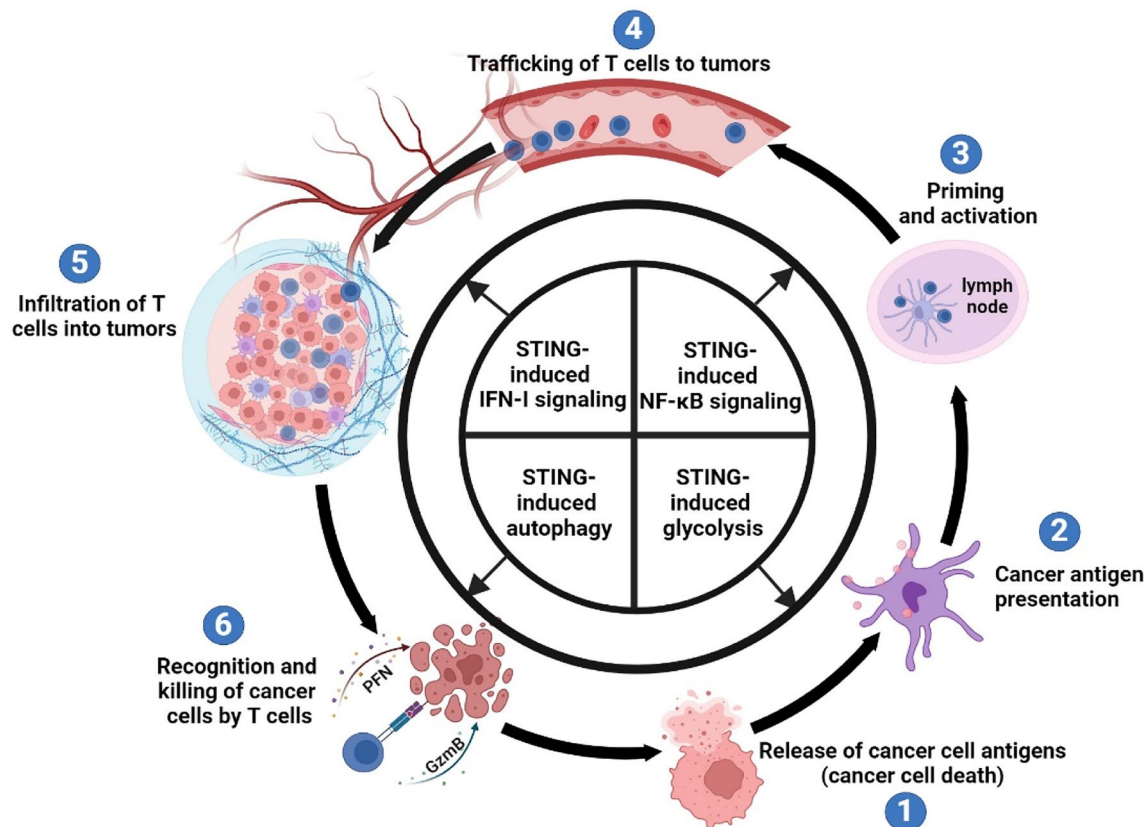 4
Trafficking of T cells to tumors
3
Priming
and activation
lymph
node
5
Infiltration of T
cells into tumors
STING-
induced
IFN-I signaling
STING-
induced
NF-κB signaling
STING-
induced
autophagy
STING-
induced
glycolysis
2
Cancer antigen
presentation
6
Recognition and
killing of cancer
cells by T cells
PFN
GzmB
Release of cancer cell antigens
(cancer cell death)
1